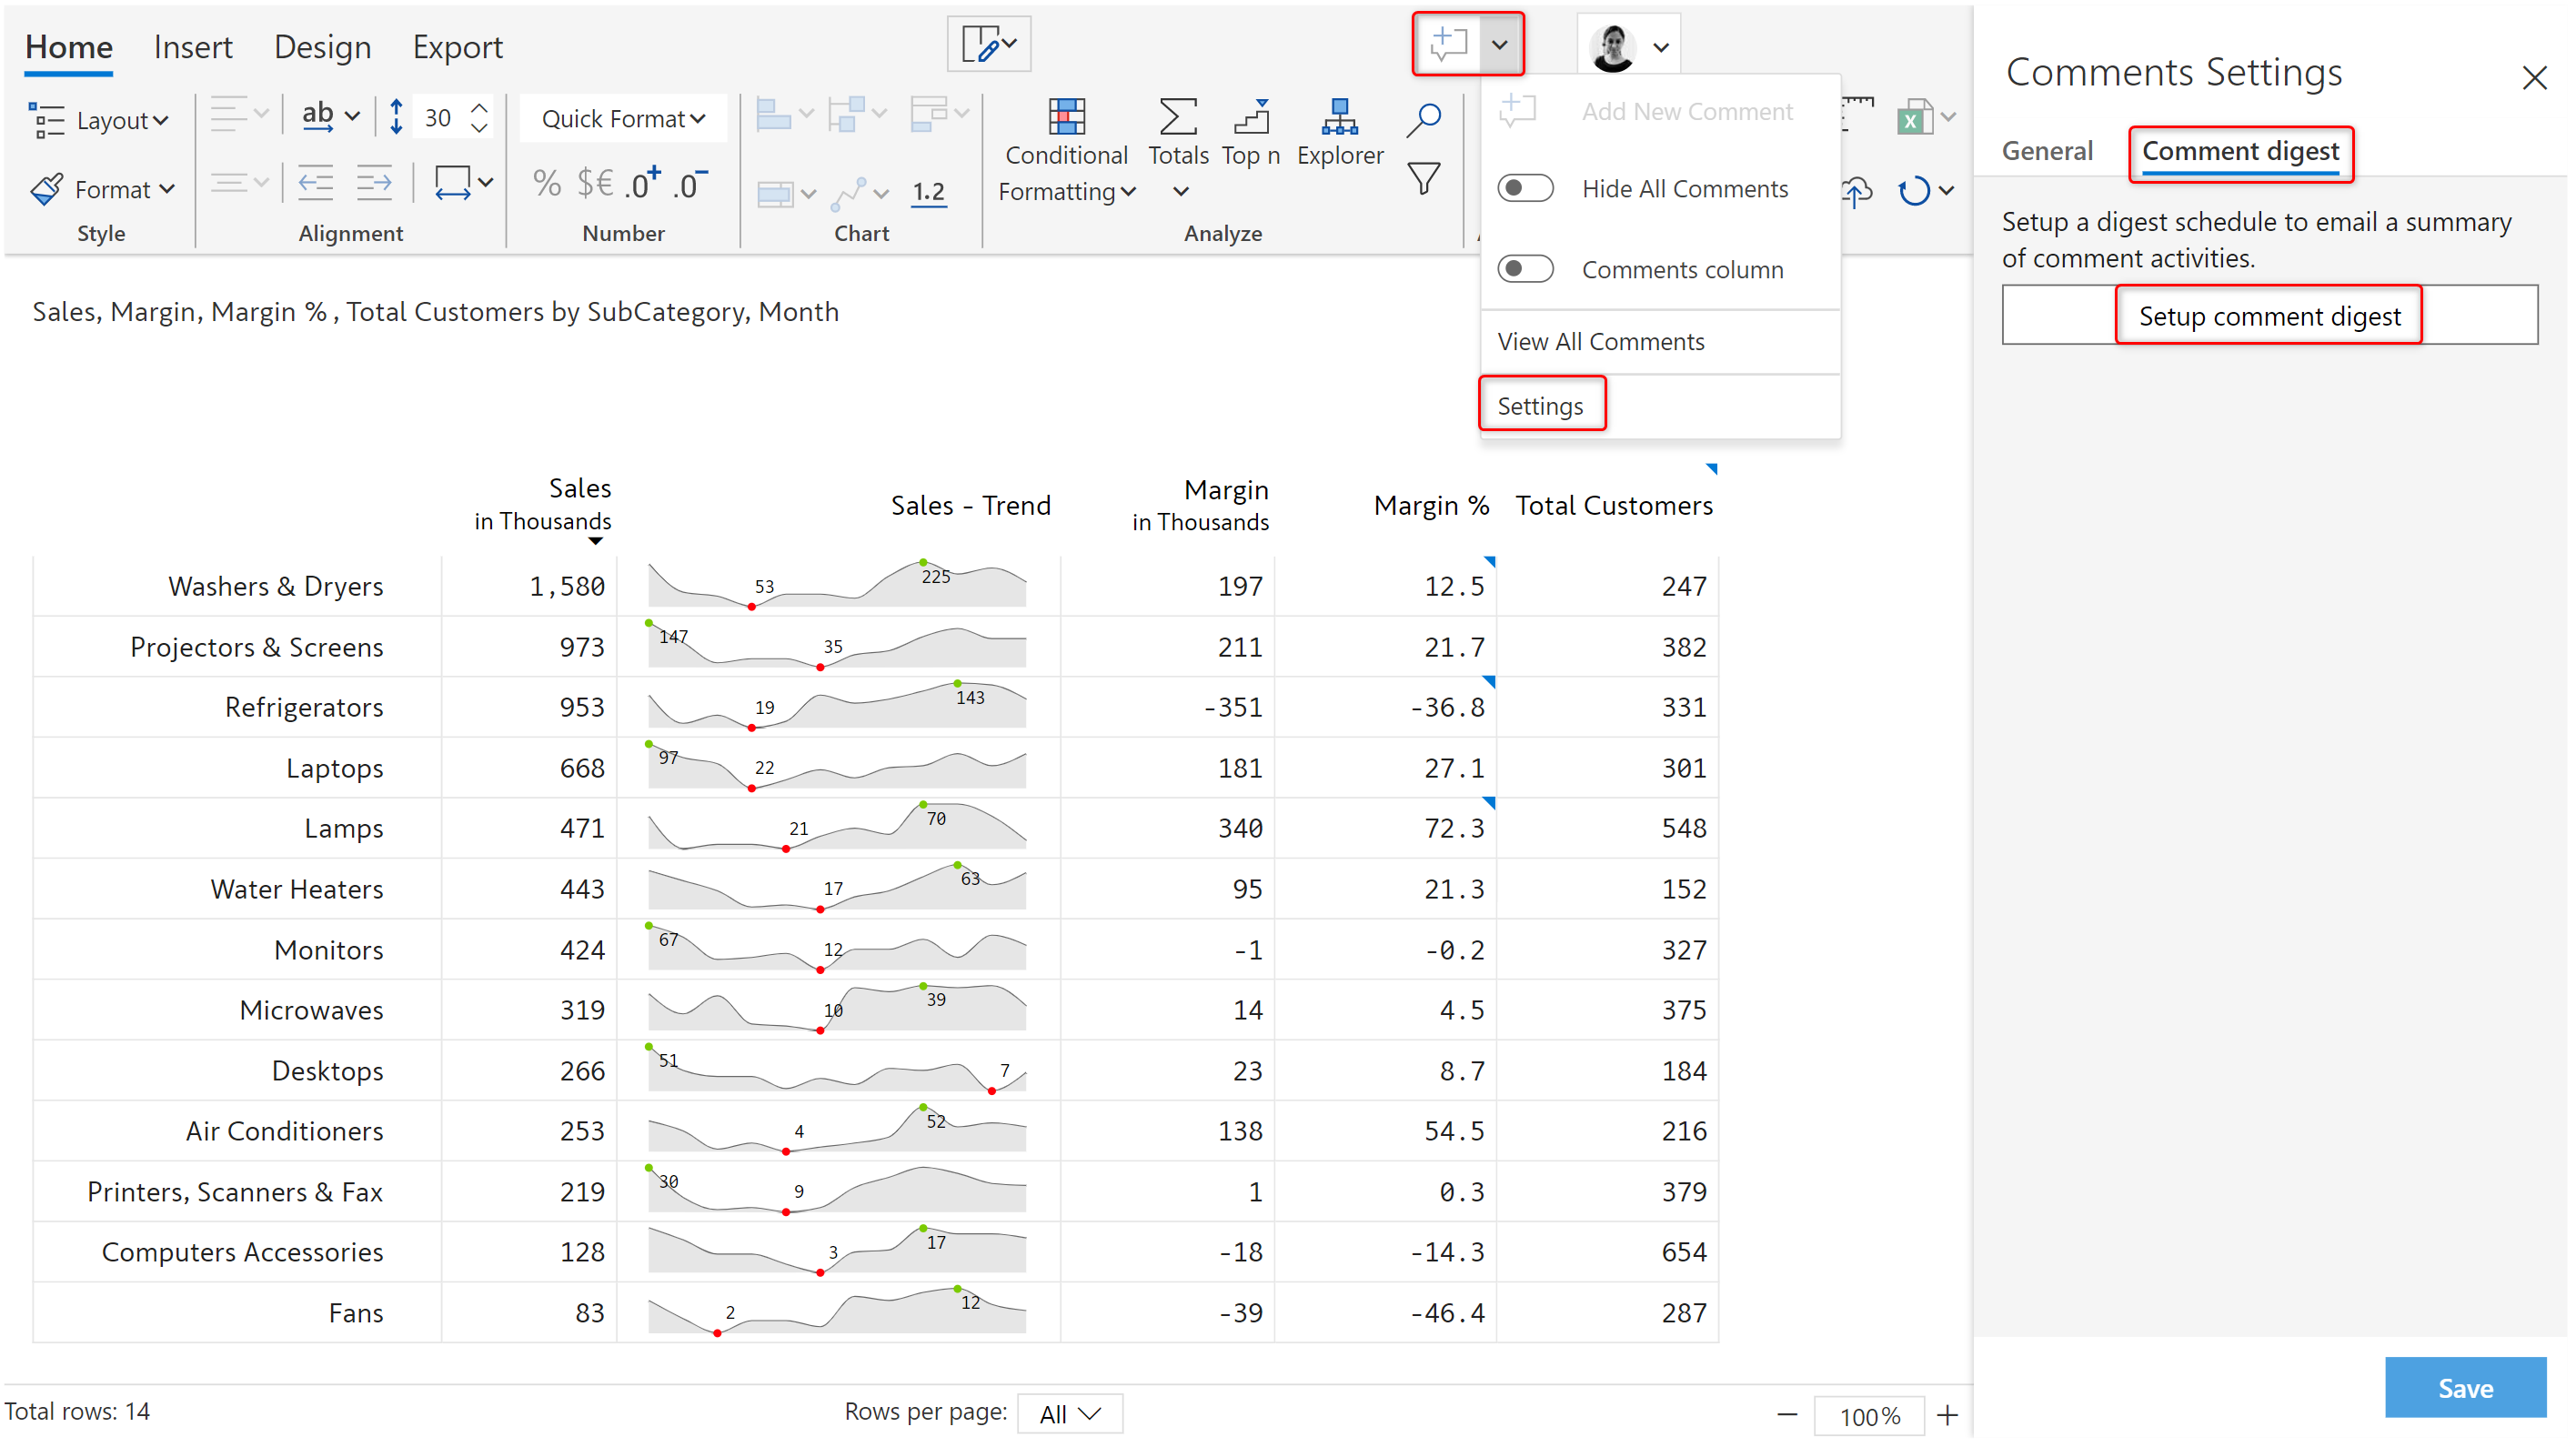 Home Insert Design Export
Layout
ab
30
Quick Format
Format
% $€ .0+ .0-
1.2
Conditional Formatting
Totals
Top n
Explorer
Style
Alignment
Number
Chart
Analyze
Add New Comment
Hide All Comments
Comments column
View All Comments
Settings
X
Comments Settings
General Comment digest
Setup a digest schedule to email a summary
of comment activities.
Setup comment digest
Sales, Margin, Margin % , Total Customers by SubCategory, Month
Sales in Thousands Sales - Trend Margin in Thousands Margin % Total Customers
Washers & Dryers 1,580 53 225 197 12.5 247
Projectors & Screens 973 147 35 211 21.7 382
Refrigerators 953 19 143 -351 -36.8 331
Laptops 668 97 22 181 27.1 301
Lamps 471 21 70 340 72.3 548
Water Heaters 443 17 63 95 21.3 152
Monitors 424 67 12 -1 -0.2 327
Microwaves 319 10 39 14 4.5 375
Desktops 266 51 7 23 8.7 184
Air Conditioners 253 4 52 138 54.5 216
Printers, Scanners & Fax 219 30 9 1 0.3 379
Computers Accessories 128 3 17 -18 -14.3 654
Fans 83 2 12 -39 -46.4 287
Total rows: 14
Rows per page: All
100%
Save